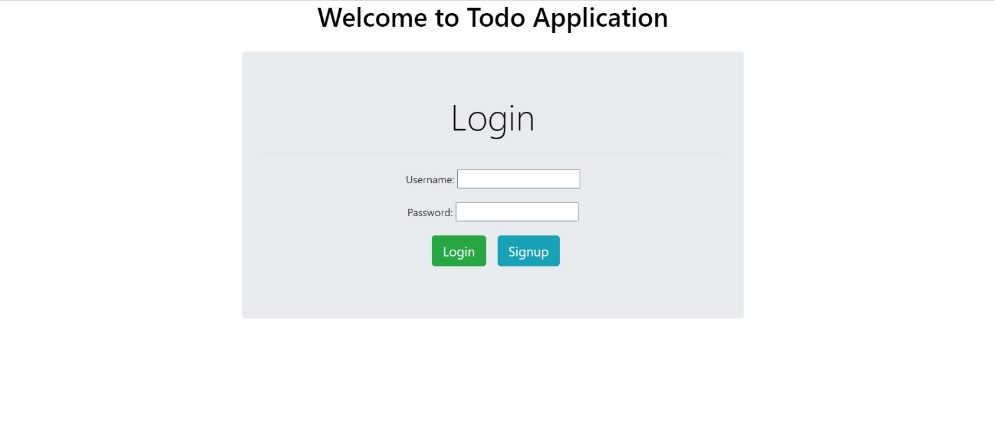 Welcome to Todo Application
Login
Username:
Password:
Login Signup